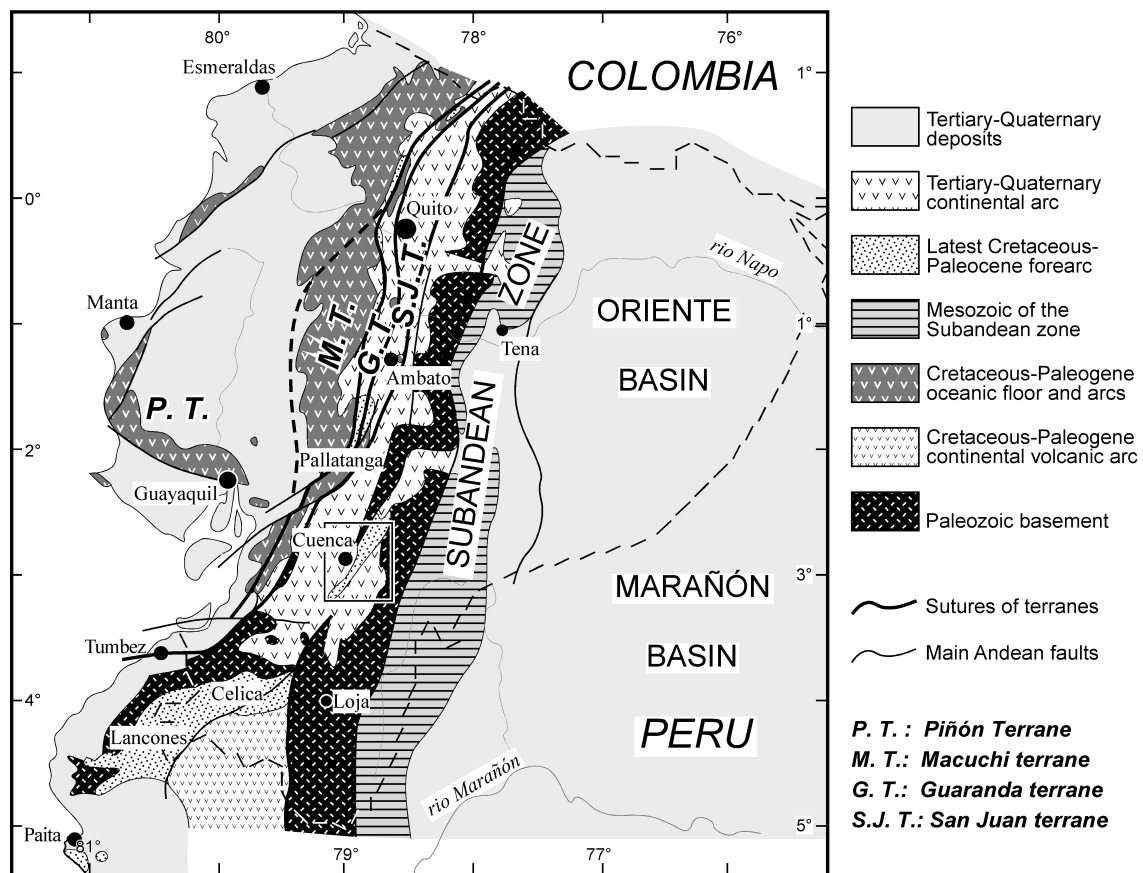 80°
78°
76°
Esmeraldas
COLOMBIA
1°
0°
Quito
ZONE
rio Napo
Manta
S.J. T.
M. T.
G. T.
ORIENTE
1°
Tena
BASIN
Ambato
P. T.
SUBANDEAN
2°
Pallatanga
Guayaquil
Cuenca
3°
MARAÑÓN
Tumbez
BASIN
Celica
Loja
4°
Lancones
PERU
rio Marañón
Paita
81°
5°
79°
77°
Tertiary-Quaternary
deposits
Tertiary-Quaternary
continental arc
Latest Cretaceous-
Paleocene forearc
Mesozoic of the
Subandean zone
Cretaceous-Paleogene
oceanic floor and arcs
Cretaceous-Paleogene
continental volcanic arc
Paleozoic basement
Sutures of terranes
Main Andean faults
P. T. : Piñón Terrane
M. T.: Macuchi terrane
G. T.: Guaranda terrane
S.J. T.: San Juan terrane